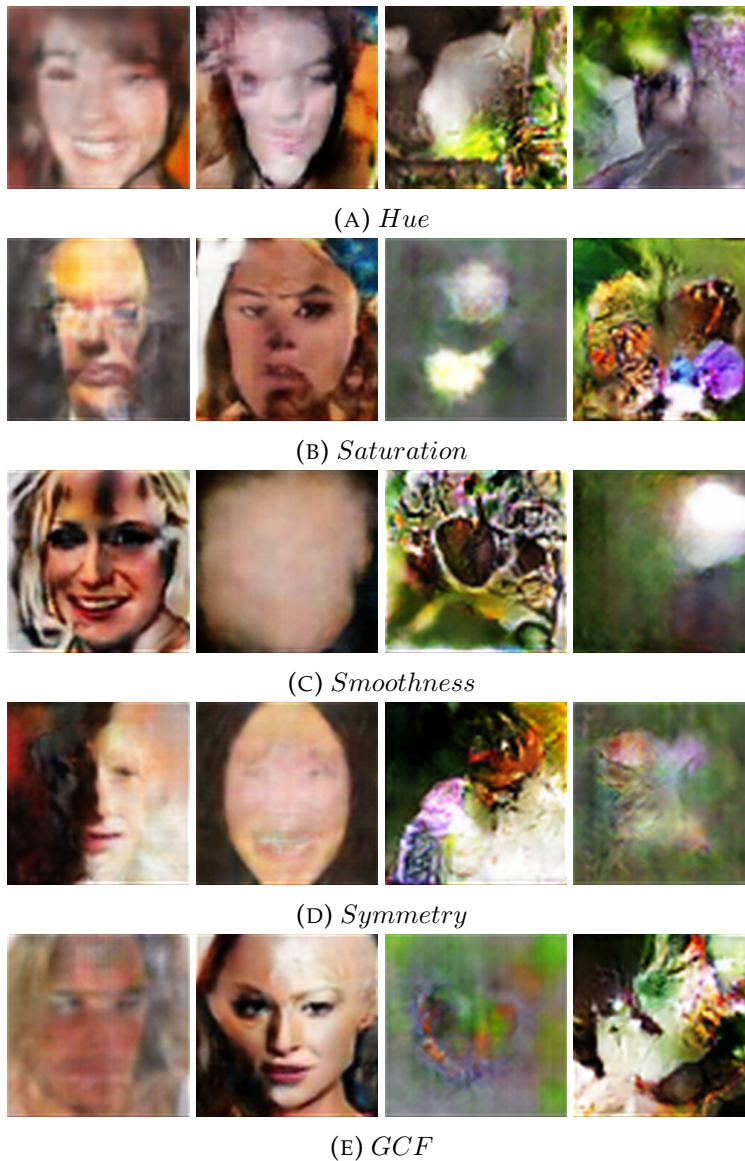 (A) Hue
(B) Saturation
(C) Smoothness
(D) Symmetry
(E) GCF